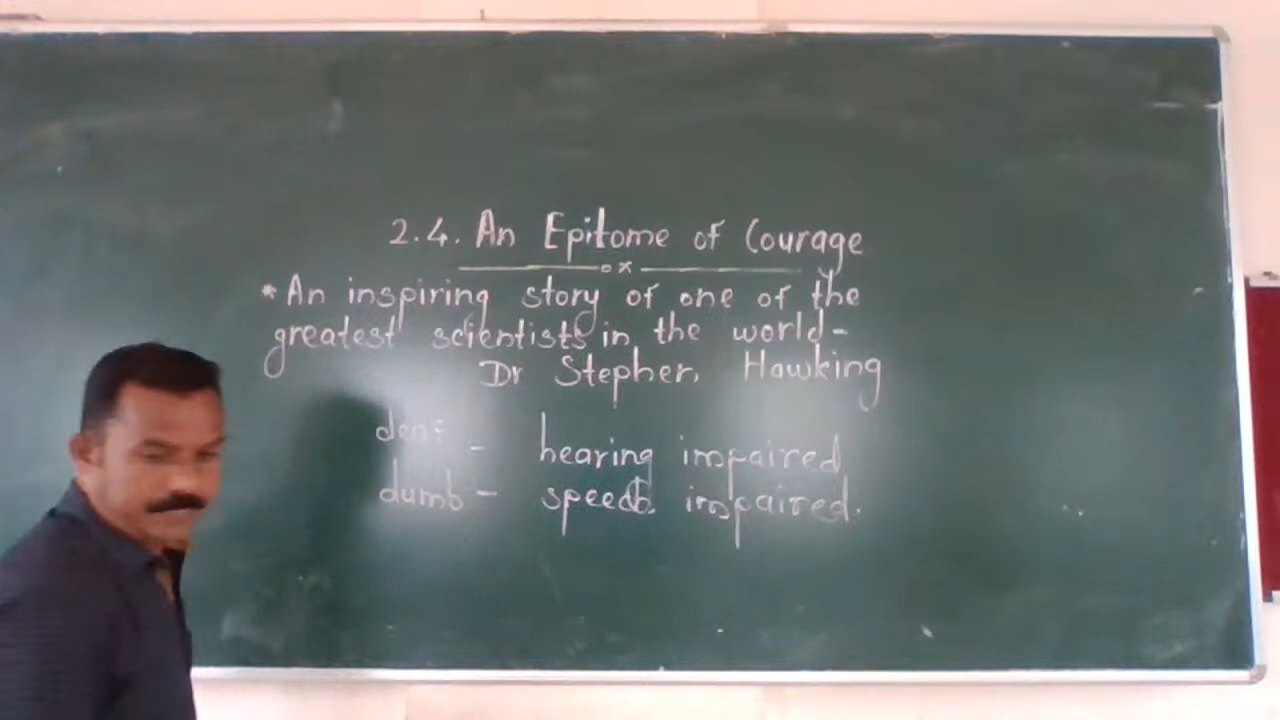 2.4. An Epitome of Courage
* An inspiring story of one of the
greatest scientists in the world-
Dr Stephen Hawking
deaf - hearing impaired
dumb - speech impaired.